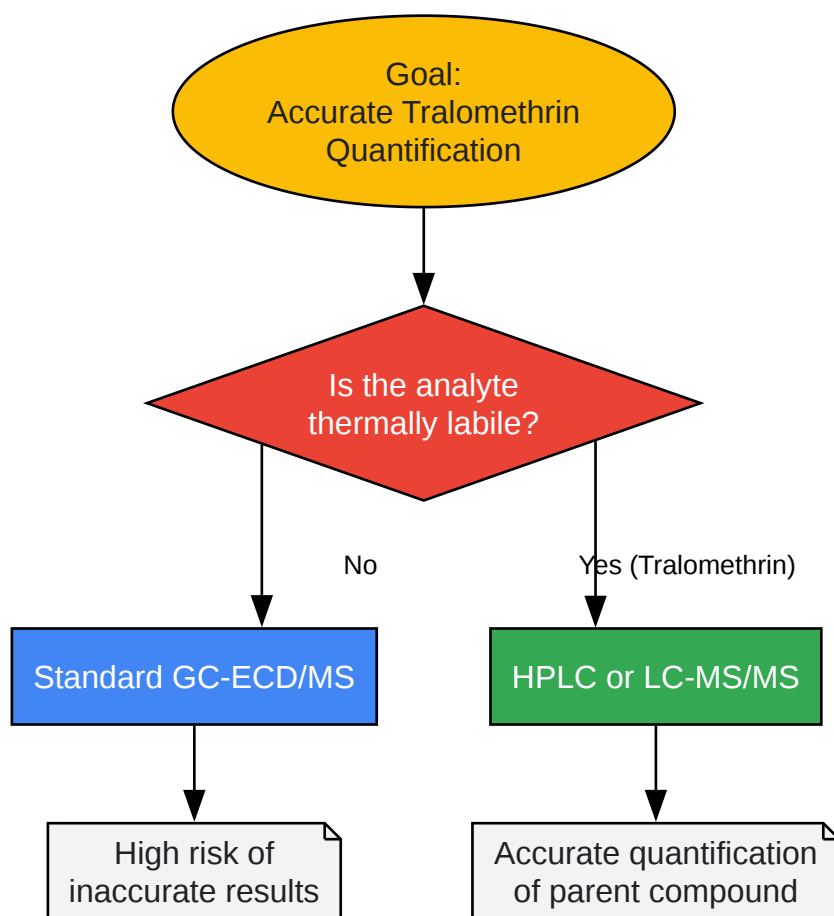 Goal:
Accurate Tralomethrin
Quantification
Is the analyte
thermally labile?
No
Yes (Tralomethrin)
Standard GC-ECD/MS
HPLC or LC-MS/MS
High risk of
inaccurate results
Accurate quantification
of parent compound